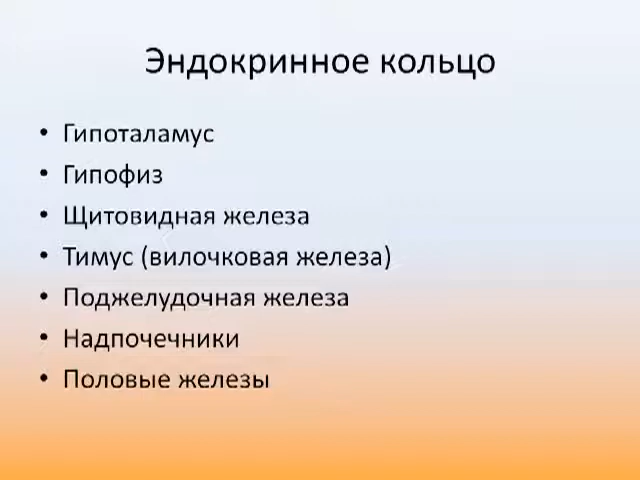 Эндокринное кольцо
• Гипоталамус
• Гипофиз
• Щитовидная железа
• Тимус (вилочковая железа)
• Поджелудочная железа
• Надпочечники
• Половые железы